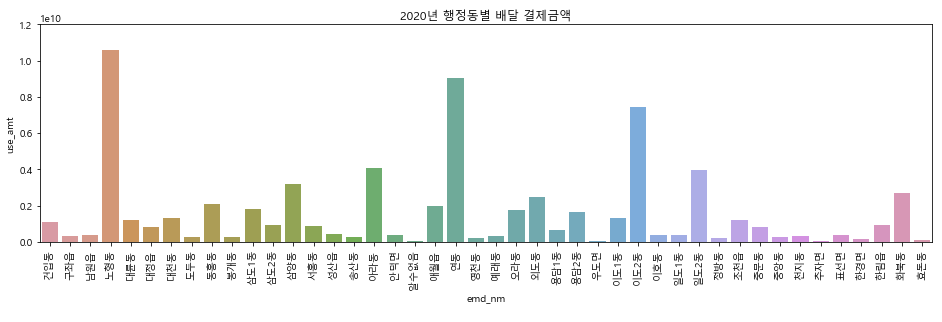 2020년 행정동별 배달 결제금액
1e10
use_amt
1.2
1.0
0.8
0.6
0.4
0.2
0.0
건입동
구좌읍
남원읍
노형동
대륜동
대정읍
대천동
도두동
동홍동
봉개동
삼도1동
삼도2동
삼양동
서홍동
성산읍
송산동
아라동
안덕면
알수없음
애월읍
연동
영천동
예래동
오라동
외도동
용담1동
용담2동
우도면
이도1동
이도2동
이호동
일도1동
일도2동
정방동
조천읍
중문동
중앙동
천지동
추자면
표선면
한경면
한림읍
화북동
효돈동
emd_nm